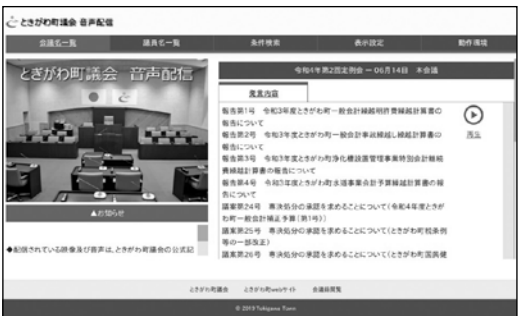 ときがわ町議会 音声配信
会議名一覧 議員名一覧 条件検索 表示設定 動作環境
ときがわ町議会 音声配信
令和4年第2回定例会 − 06月14日 本会議
発言内容
報告第1号 令和3年度ときがわ町一般会計繰越明許費繰越計算書の
報告について
報告第2号 令和3年度ときがわ町一般会計事故繰越し繰越計算書の
報告について
報告第3号 令和3年度ときがわ町浄化槽設置管理事業特別会計継続
費繰越計算書の報告について
報告第4号 令和3年度ときがわ町水道事業会計予算繰越計算書の報
告について
議案第24号 専決処分の承認を求めることについて(令和4年度ときが
わ町一般会計補正予算(第1号))
議案第25号 専決処分の承認を求めることについて(ときがわ町税条例
等の一部改正)
議案第26号 専決処分の承認を求めることについて(ときがわ町国民健
再生
▲お知らせ
◆配信されている映像及び音声は、ときがわ町議会の公式記
ときがわ町議会 ときがわ町webサイト 会議録閲覧
© 2019 Tokigawa Town